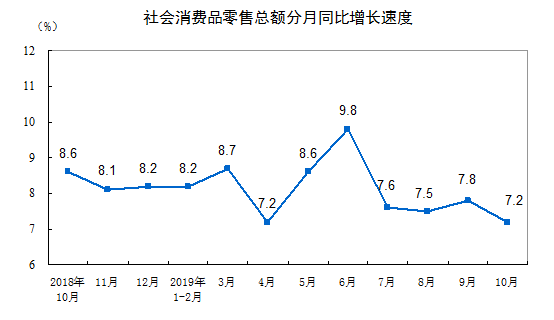 社会消费品零售总额分月同比增长速度
(%)
12
11
10
9
8
7
6
8.6
8.1
8.2
8.2
8.7
7.2
8.6
9.8
7.6
7.5
7.8
7.2
2018年
10月
11月
12月
2019年
1-2月
3月
4月
5月
6月
7月
8月
9月
10月